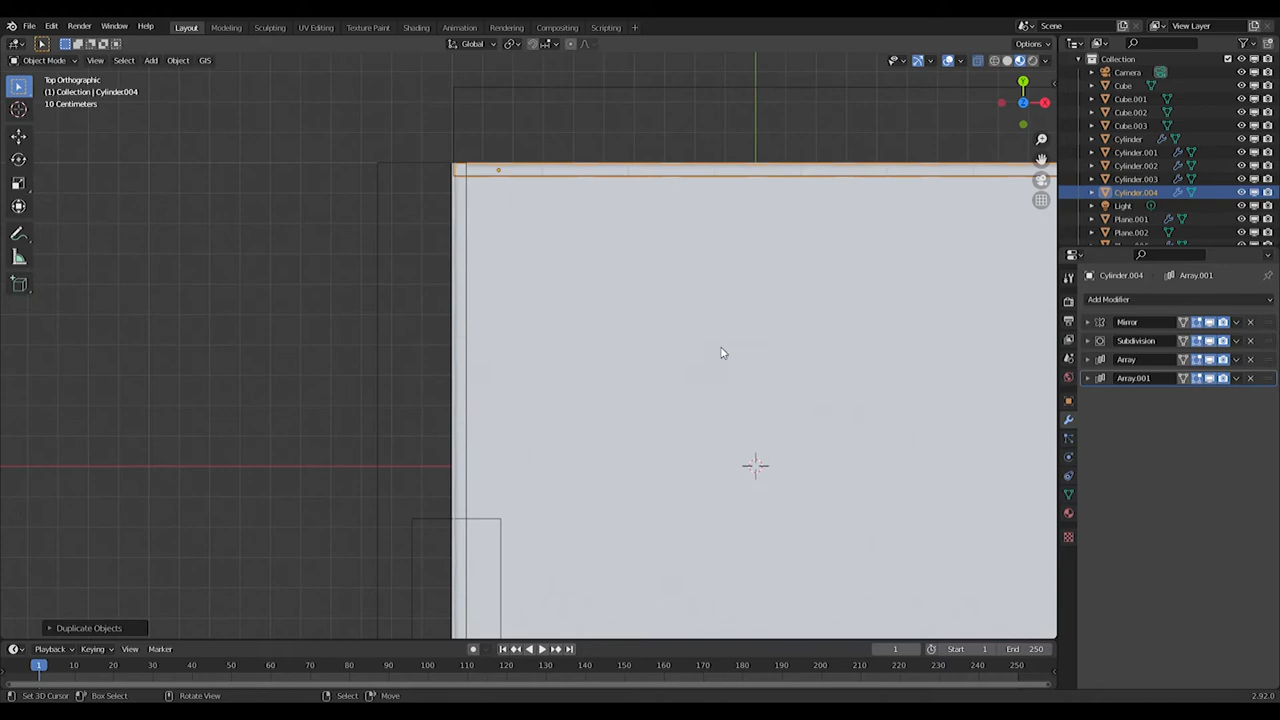 File Edit Render Window Help Layout Modeling Sculpting UV Editing Texture Paint Shading Animation Rendering Compositing Scripting + Scene View Layer
Global Options
Object Mode View Select Add Object GIS
Top Orthographic
(1) Collection | Cylinder.004
10 Centimeters
Y
X
Z
Collection
Camera
Cube
Cube.001
Cube.002
Cube.003
Cylinder
Cylinder.001
Cylinder.002
Cylinder.003
Cylinder.004
Light
Plane.001
Plane.002
Cylinder.004 Array.001
Add Modifier
Mirror
Subdivision
Array
Array.001
Duplicate Objects
Playback Keying View Marker 1 Start 1 End 250
1 10 20 30 40 50 60 70 80 90 100 110 120 130 140 150 160 170 180 190 200 210 220 230 240 250
Set 3D Cursor Box Select Rotate View Select Move 2.92.0